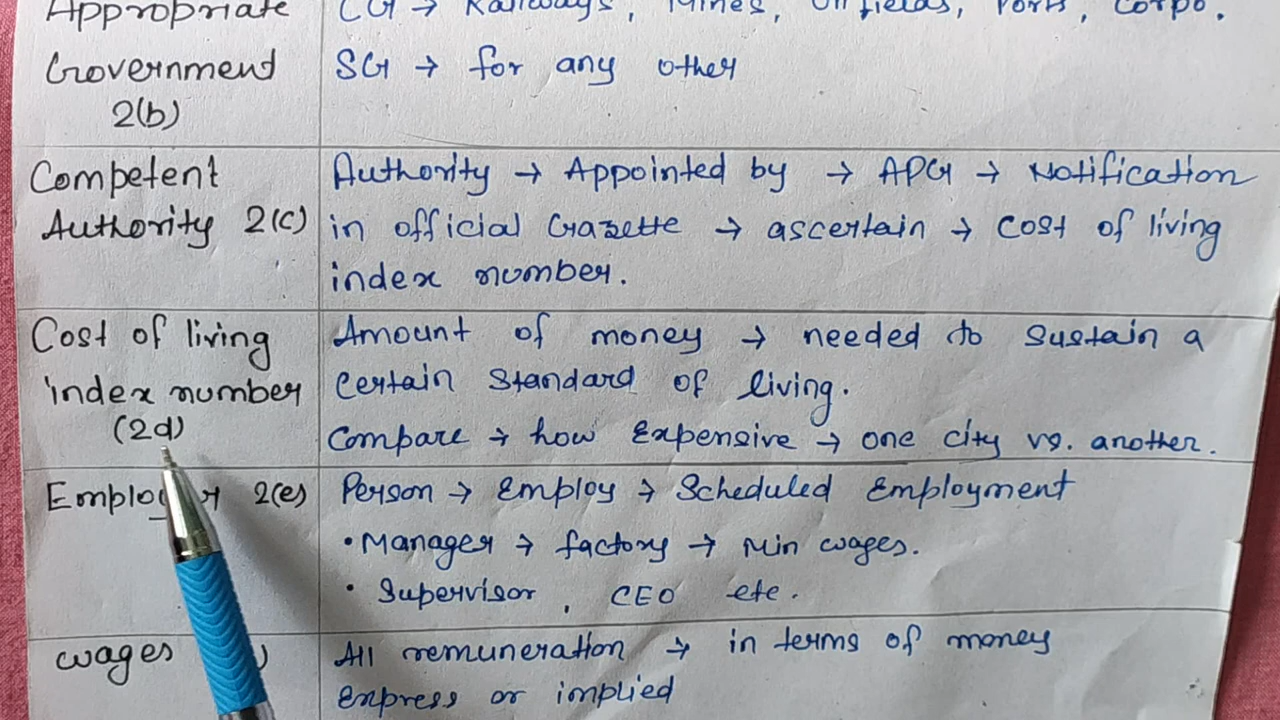 Appropriate
CG → Railways, Mines, Oilfields, Ports, Corpo.
Government
2(b)
SG → for any other
Competent
Authority 2(c)
Authority → Appointed by → APG → Notification
in official Gazette → ascertain → cost of living
index number.
Cost of living
index number
(2d)
Amount of money → needed to sustain a
certain standard of living.
Compare → how expensive → one city vs. another.
2(e)
Person → Employ → Scheduled Employment
• Manager → factory → Min wages.
• Supervisor, CEO etc.
wages
All remuneration → in terms of money
express or implied